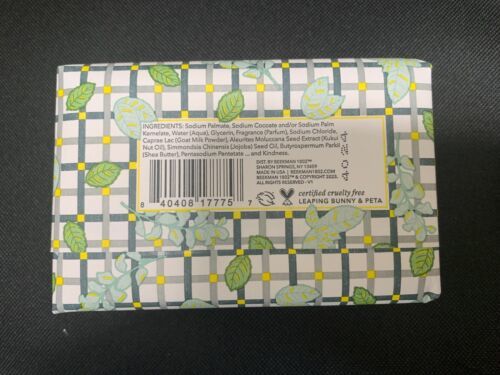 INGREDIENTS: Sodium Palmate, Sodium Cocoate and/or Sodium Palm
Kernelate, Water (Aqua), Glycerin, Fragrance (Parfum), Sodium Chloride,
Caprae Lac (Goat Milk Powder), Aleurites Moluccana Seed Extract (Kukui
Nut Oil), Simmondsia Chinensis (Jojoba) Seed Oil, Butyrospermum Parkii
(Shea Butter), Pentasodium Pentetate ... and Kindness.
DIST. BY BEEKMAN 1802™
SHARON SPRINGS, NY 13459
MADE IN USA | BEEKMAN1802.COM
BEEKMAN 1802™ & COPYRIGHT 2023.
ALL RIGHTS RESERVED - V1
8 40408 17775 7
certified cruelty free
LEAPING BUNNY & PETA
4024